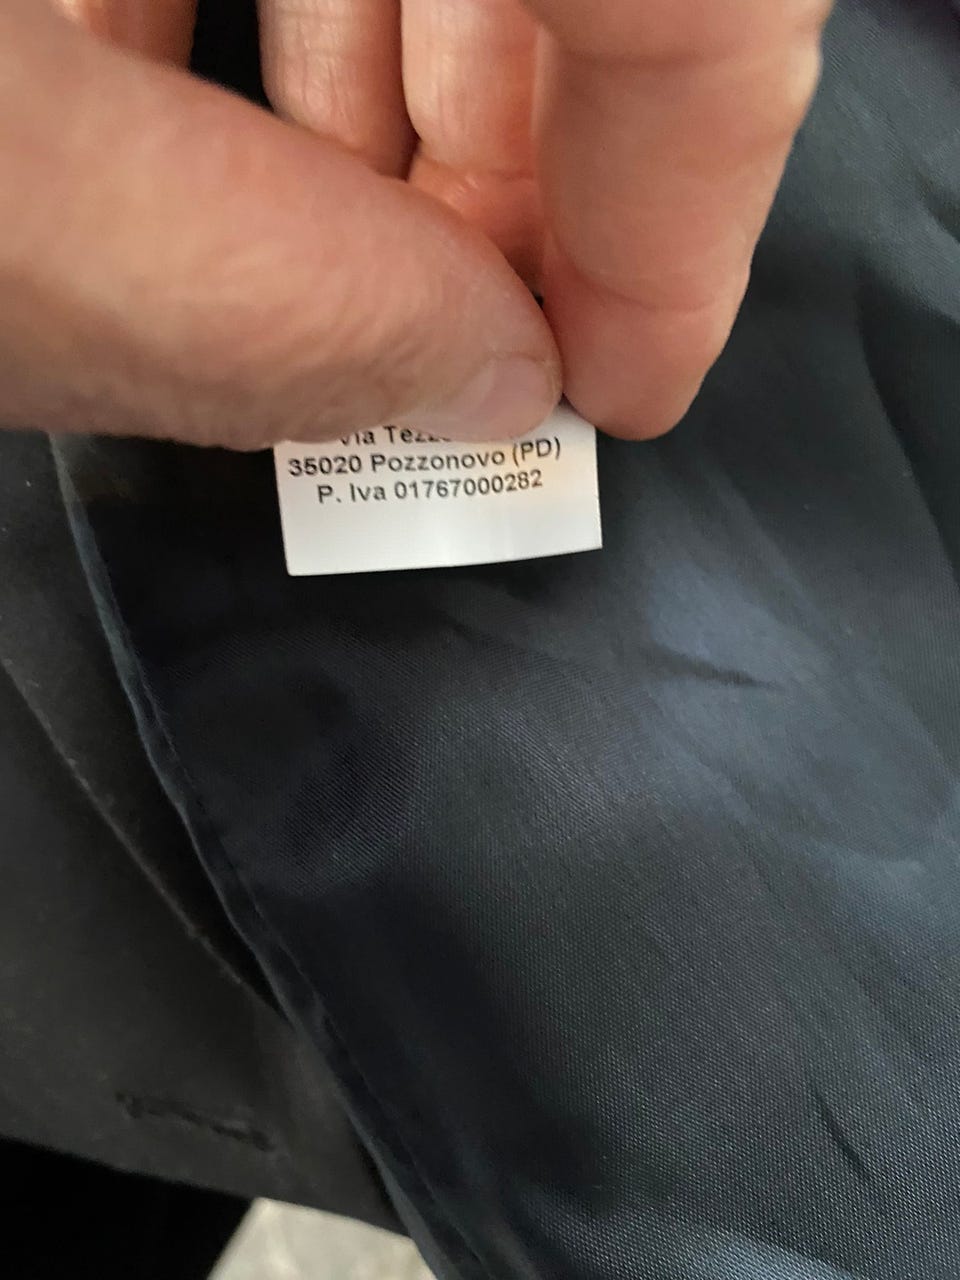 Via
35020 Pozzonovo (PD)
P. Iva 01767000282